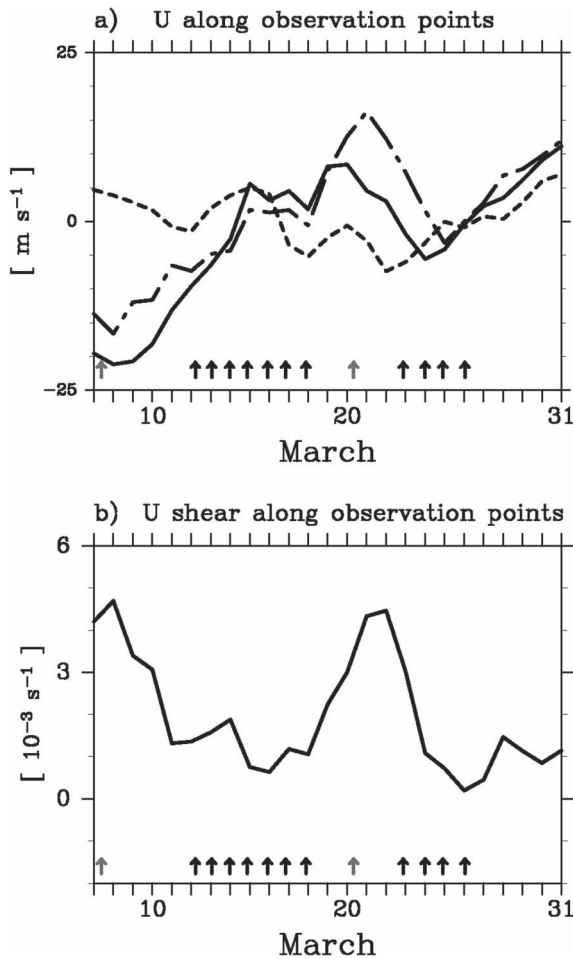 a) U along observation points
25
0
−25
[ m s⁻¹ ]
10 20 31
March
b) U shear along observation points
6
3
0
[ 10⁻³ s⁻¹ ]
10 20 31
March